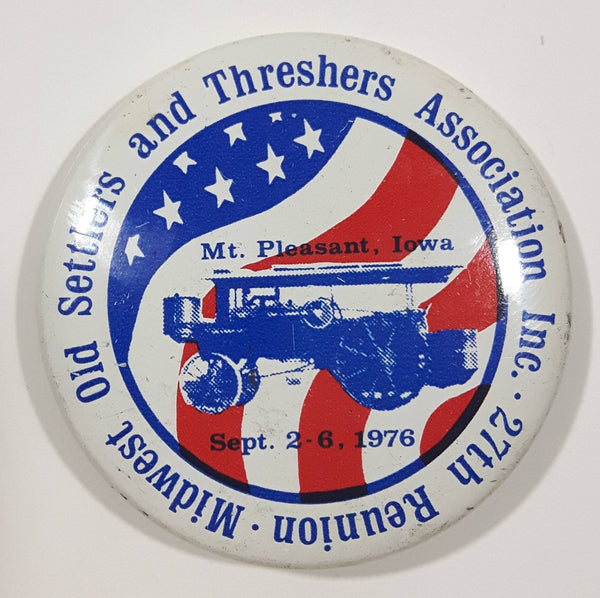 Midwest Old Settlers and Threshers Association Inc. · 27th Reunion ·
Mt. Pleasant, Iowa
Sept. 2-6, 1976